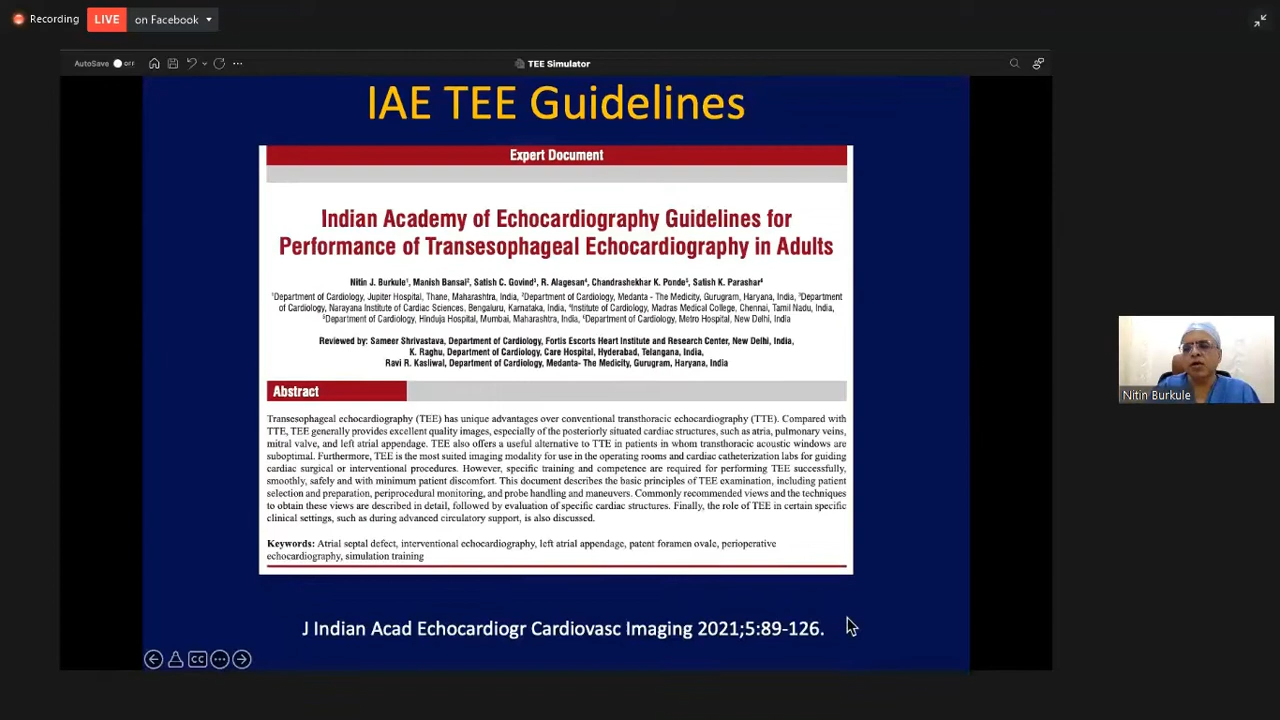 Recording
LIVE on Facebook
AutoSave OFF
TEE Simulator
IAE TEE Guidelines
Expert Document
Indian Academy of Echocardiography Guidelines for
Performance of Transesophageal Echocardiography in Adults
Nitin J. Burkule¹, Manish Bansal², Satish C. Govind³, R. Alagesan⁴, Chandrashekhar K. Ponde⁵, Satish K. Parashar⁶
¹Department of Cardiology, Jupiter Hospital, Thane, Maharashtra, India, ²Department of Cardiology, Medanta - The Medicity, Gurugram, Haryana, India, ³Department
of Cardiology, Narayana Institute of Cardiac Sciences, Bengaluru, Karnataka, India, ⁴Institute of Cardiology, Madras Medical College, Chennai, Tamil Nadu, India,
⁵Department of Cardiology, Hinduja Hospital, Mumbai, Maharashtra, India, ⁶Department of Cardiology, Metro Hospital, New Delhi, India
Reviewed by: Sameer Shrivastava, Department of Cardiology, Fortis Escorts Heart Institute and Research Center, New Delhi, India,
K. Raghu, Department of Cardiology, Care Hospital, Hyderabad, Telangana, India,
Ravi R. Kasliwal, Department of Cardiology, Medanta- The Medicity, Gurugram, Haryana, India
Abstract
Transesophageal echocardiography (TEE) has unique advantages over conventional transthoracic echocardiography (TTE). Compared with
TTE, TEE generally provides excellent quality images, especially of the posteriorly situated cardiac structures, such as atria, pulmonary veins,
mitral valve, and left atrial appendage. TEE also offers a useful alternative to TTE in patients in whom transthoracic acoustic windows are
suboptimal. Furthermore, TEE is the most suited imaging modality for use in the operating rooms and cardiac catheterization labs for guiding
cardiac surgical or interventional procedures. However, specific training and competence are required for performing TEE successfully,
smoothly, safely and with minimum patient discomfort. This document describes the basic principles of TEE examination, including patient
selection and preparation, periprocedural monitoring, and probe handling and maneuvers. Commonly recommended views and the techniques
to obtain these views are described in detail, followed by evaluation of specific cardiac structures. Finally, the role of TEE in certain specific
clinical settings, such as during advanced circulatory support, is also discussed.
Keywords: Atrial septal defect, interventional echocardiography, left atrial appendage, patent foramen ovale, perioperative
echocardiography, simulation training
J Indian Acad Echocardiogr Cardiovasc Imaging 2021;5:89-126.
CC
Nitin Burkule